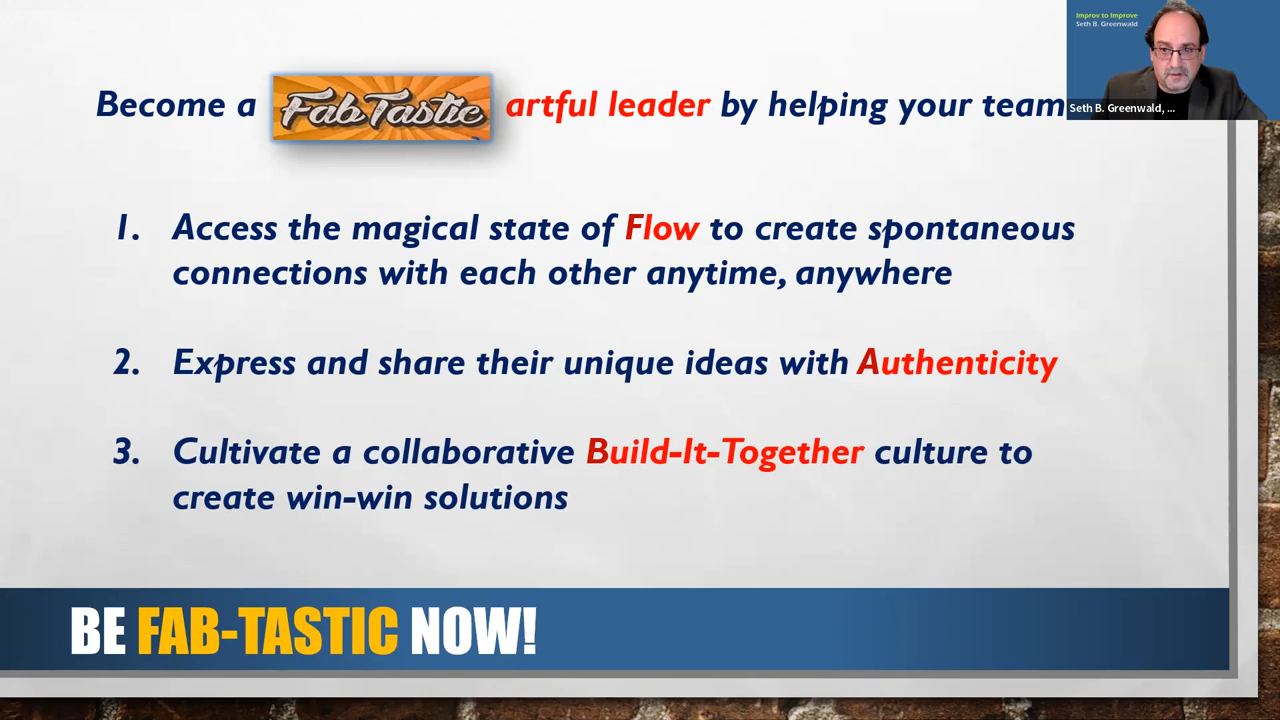 Improv to Improve
Seth B. Greenwald
Become a FabTastic artful leader by helping your team
Seth B. Greenwald, ...
1. Access the magical state of Flow to create spontaneous
connections with each other anytime, anywhere
2. Express and share their unique ideas with Authenticity
3. Cultivate a collaborative Build-It-Together culture to
create win-win solutions
BE FAB-TASTIC NOW!